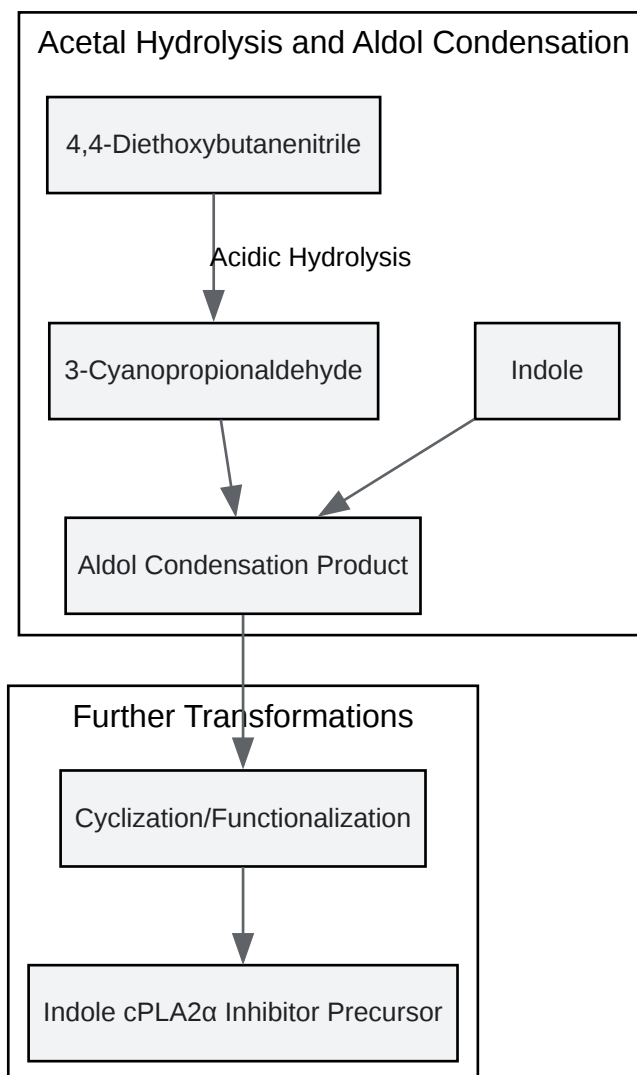 Acetal Hydrolysis and Aldol Condensation
4,4-Diethoxybutanenitrile
Acidic Hydrolysis
3-Cyanopropionaldehyde
Indole
Aldol Condensation Product
Further Transformations
Cyclization/Functionalization
Indole cPLA2α Inhibitor Precursor